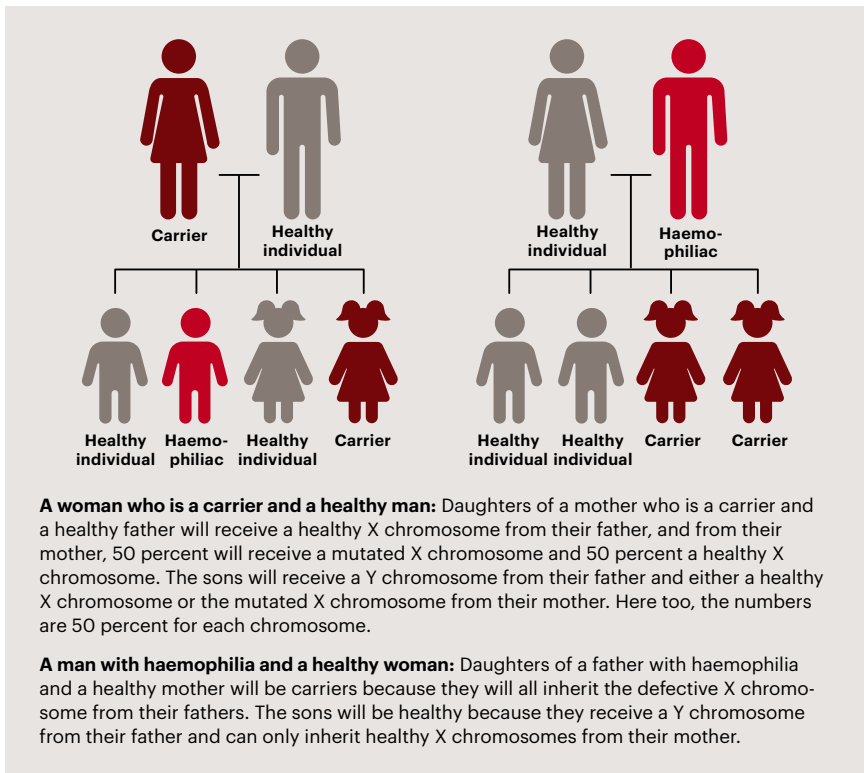 Carrier
Healthy
individual
Healthy
individual
Haemo-
philiac
Healthy
individual
Haemo-
philiac
Healthy
individual
Carrier
Healthy
individual
Healthy
individual
Carrier
Carrier
A woman who is a carrier and a healthy man: Daughters of a mother who is a carrier and
a healthy father will receive a healthy X chromosome from their father, and from their
mother, 50 percent will receive a mutated X chromosome and 50 percent a healthy X
chromosome. The sons will receive a Y chromosome from their father and either a healthy
X chromosome or the mutated X chromosome from their mother. Here too, the numbers
are 50 percent for each chromosome.
A man with haemophilia and a healthy woman: Daughters of a father with haemophilia
and a healthy mother will be carriers because they will all inherit the defective X chromo-
some from their fathers. The sons will be healthy because they receive a Y chromosome
from their father and can only inherit healthy X chromosomes from their mother.